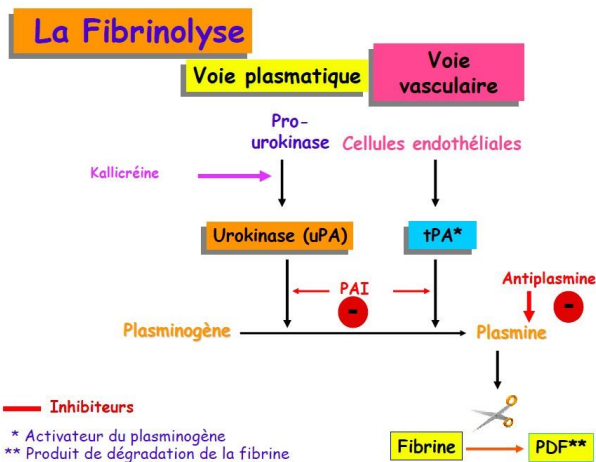 La Fibrinolyse
Voie plasmatique
Voie
vasculaire
Pro-
urokinase
Cellules endothéliales
Kallicréine
Urokinase (uPA)
tPA*
PAI
-
Antiplasmine
-
Plasminogène
Plasmine
Inhibiteurs
* Activateur du plasminogène
** Produit de dégradation de la fibrine
Fibrine
PDF**